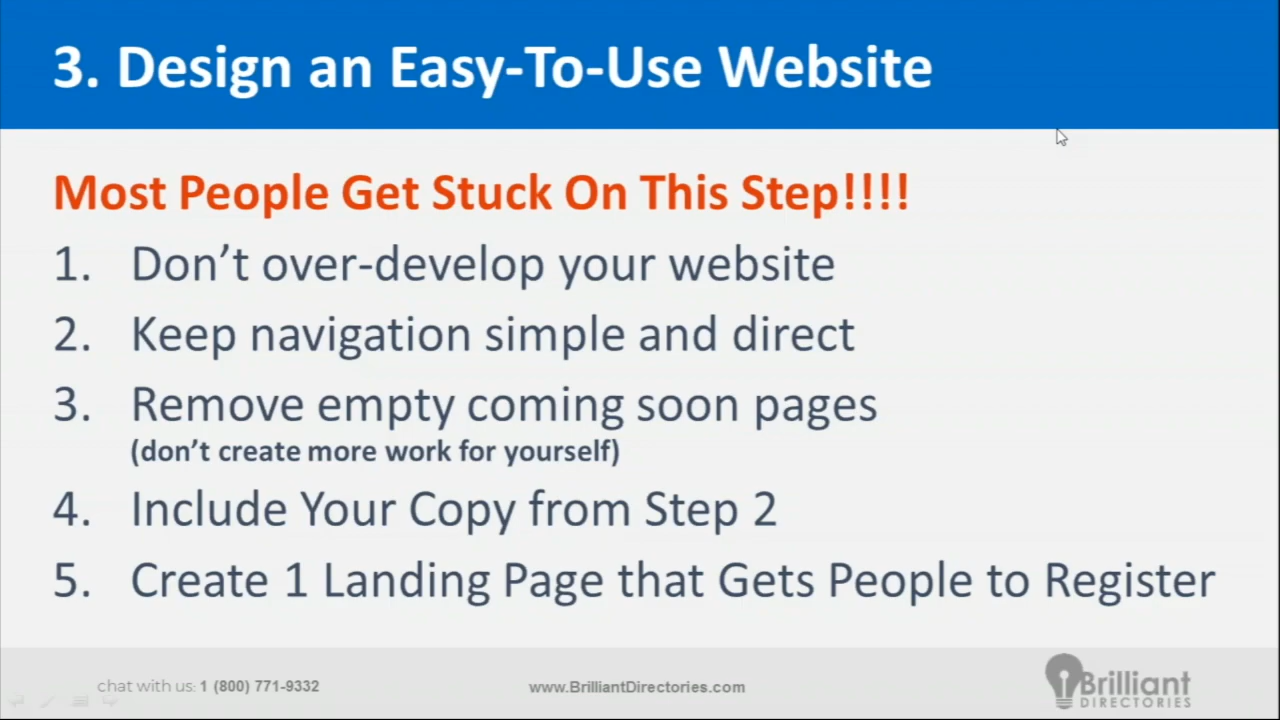 3. Design an Easy-To-Use Website
Most People Get Stuck On This Step!!!!
1. Don’t over-develop your website
2. Keep navigation simple and direct
3. Remove empty coming soon pages
(don’t create more work for yourself)
4. Include Your Copy from Step 2
5. Create 1 Landing Page that Gets People to Register
chat with us: 1 (800) 771-9332
www.BrilliantDirectories.com
Brilliant
DIRECTORIES